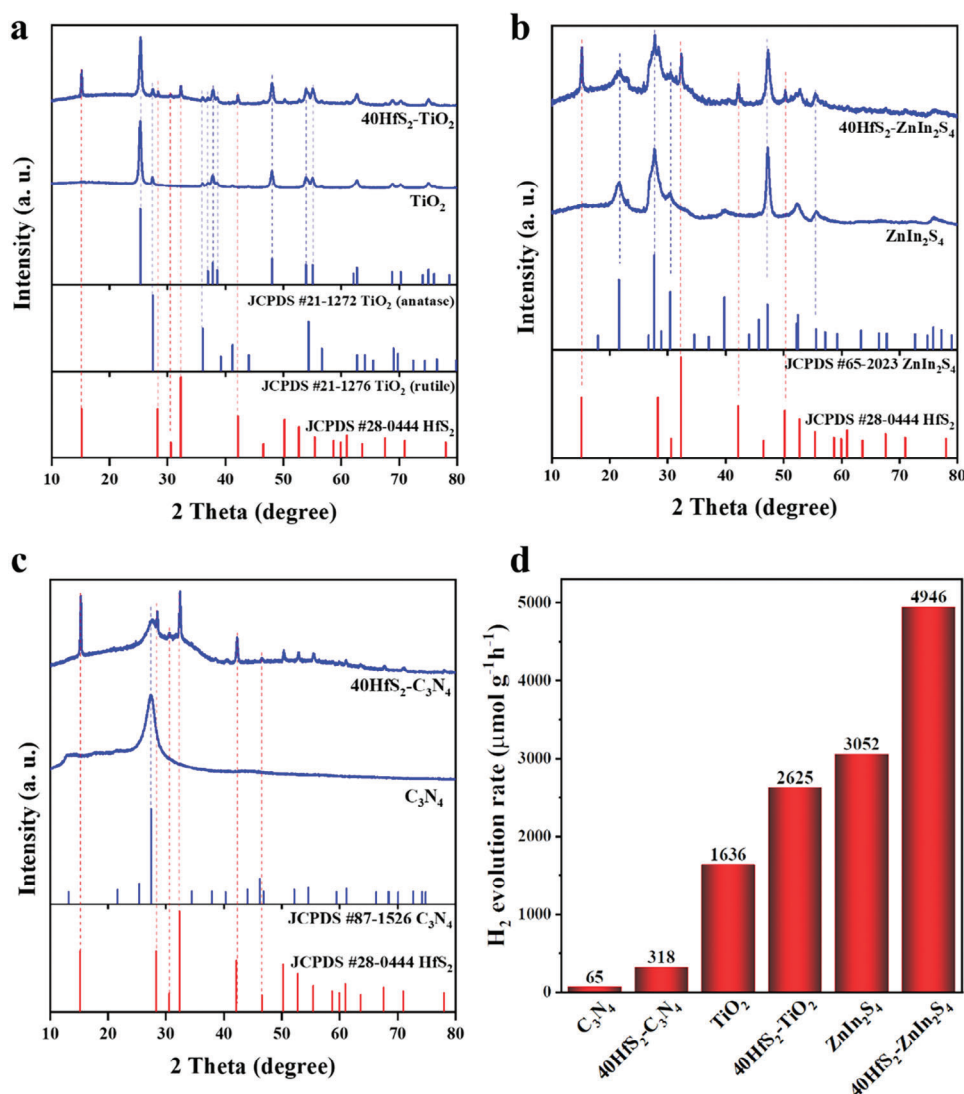 a
40HfS₂-TiO₂
TiO₂
JCPDS #21-1272 TiO₂ (anatase)
JCPDS #21-1276 TiO₂ (rutile)
JCPDS #28-0444 HfS₂
Intensity (a. u.)
10 20 30 40 50 60 70 80
2 Theta (degree)
b
40HfS₂-ZnIn₂S₄
ZnIn₂S₄
JCPDS #65-2023 ZnIn₂S₄
JCPDS #28-0444 HfS₂
Intensity (a. u.)
10 20 30 40 50 60 70 80
2 Theta (degree)
c
40HfS₂-C₃N₄
C₃N₄
JCPDS #87-1526 C₃N₄
JCPDS #28-0444 HfS₂
Intensity (a. u.)
10 20 30 40 50 60 70 80
2 Theta (degree)
d
H₂ evolution rate (μmol g⁻¹h⁻¹)
5000
4000
3000
2000
1000
0
65
318
1636
2625
3052
4946
C₃N₄
40HfS₂-C₃N₄
TiO₂
40HfS₂-TiO₂
ZnIn₂S₄
40HfS₂-ZnIn₂S₄